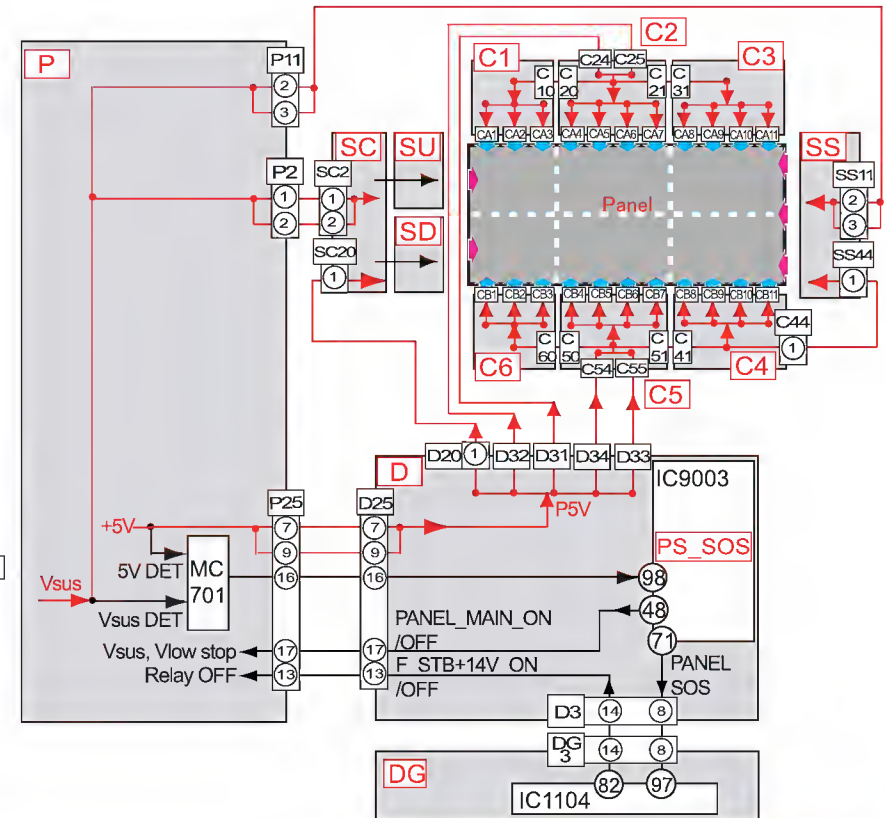 P
P11
2
3
P2
1
2
SC2
1
2
SC20
1
SC
SU
SD
C1
C2
C3
C24
C25
C
10
C
20
C
21
C
31
CA1
CA2
CA3
CA4
CA5
CA6
CA7
CA8
CA9
CA10
CA11
Panel
SS
SS11
2
3
SS44
1
CB1
CB2
CB3
CB4
CB5
CB6
CB7
CB8
CB9
CB10
CB11
C44
1
C6
C
60
C
50
C54
C55
C
51
C
41
C4
C5
D
D20
1
D32
D31
D34
D33
P5V
IC9003
PS_SOS
98
48
71
P25
7
9
16
17
13
D25
7
9
16
17
13
+5V
5V DET
MC
701
Vsus
Vsus DET
Vsus, Vlow stop
Relay OFF
PANEL_MAIN_ON
/OFF
F_STB+14V_ON
/OFF
PANEL
SOS
D3
14
8
DG
3
14
8
DG
82
97
IC1104